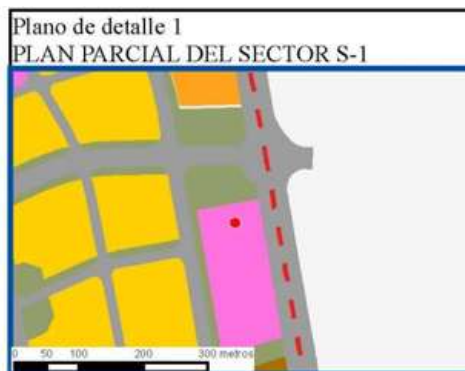 Plano de detalle 1
PLAN PARCIAL DEL SECTOR S-1
0 50 100 200 300 metros